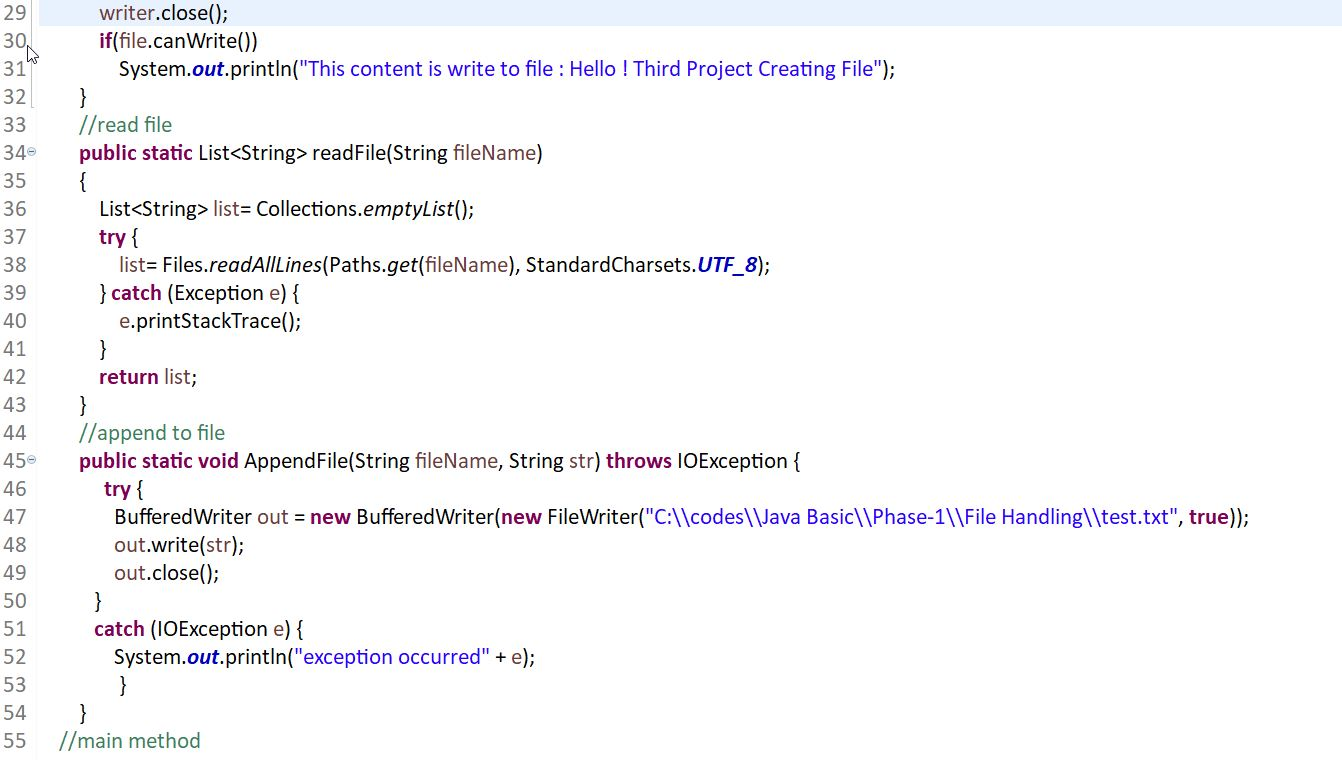 29 writer.close();
30 if(file.canWrite())
31 System.out.println("This content is write to file : Hello ! Third Project Creating File");
32 }
33 //read file
34 public static List<String> readFile(String fileName)
35 {
36 List<String> list= Collections.emptyList();
37 try {
38 list= Files.readAllLines(Paths.get(fileName), StandardCharsets.UTF_8);
39 } catch (Exception e) {
40 e.printStackTrace();
41 }
42 return list;
43 }
44 //append to file
45 public static void AppendFile(String fileName, String str) throws IOException {
46 try {
47 BufferedWriter out = new BufferedWriter(new FileWriter("C:\\codes\\Java Basic\\Phase-1\\File Handling\\test.txt", true));
48 out.write(str);
49 out.close();
50 }
51 catch (IOException e) {
52 System.out.println("exception occurred" + e);
53 }
54 }
55 //main method